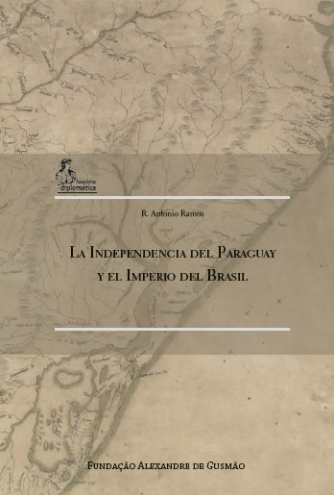 história
diplomática
R. Antonio Ramos
La Independencia del Paraguay
y el Imperio del Brasil
Fundação Alexandre de Gusmão